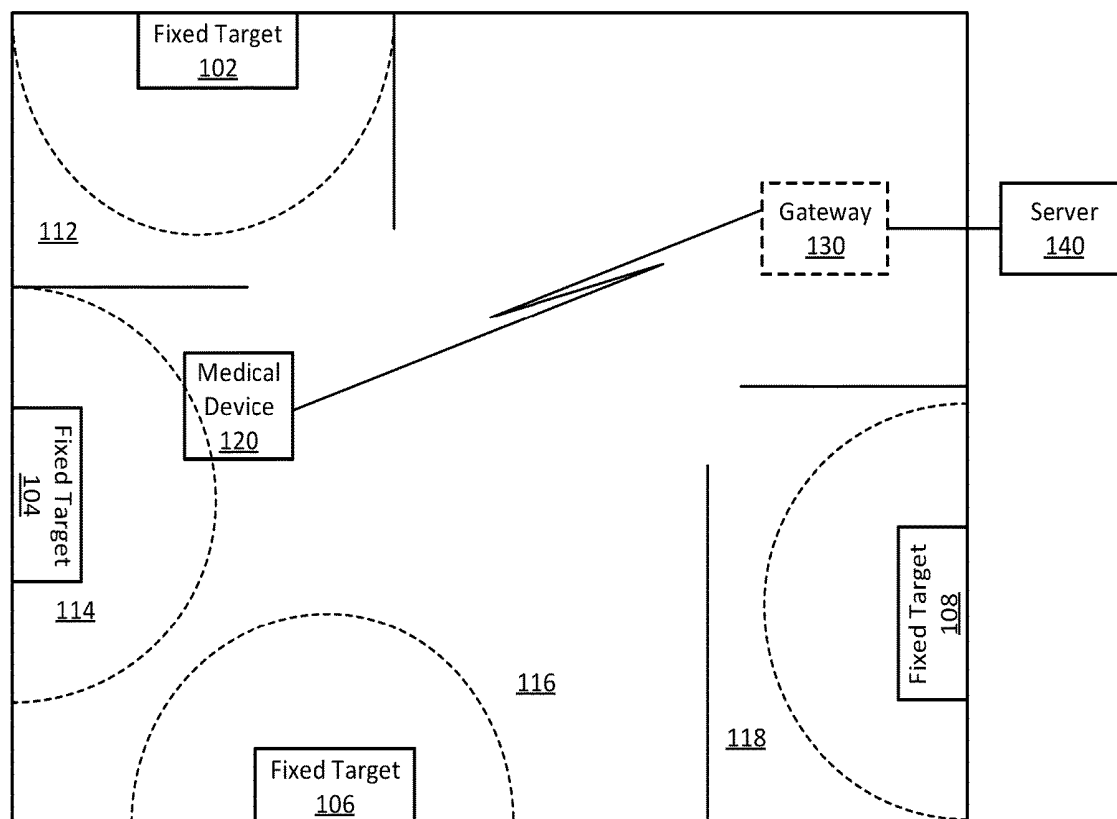 Fixed Target
102
Gateway
130
Server
140
112
Medical
Device
120
Fixed Target
104
114
Fixed Target
108
116
118
Fixed Target
106